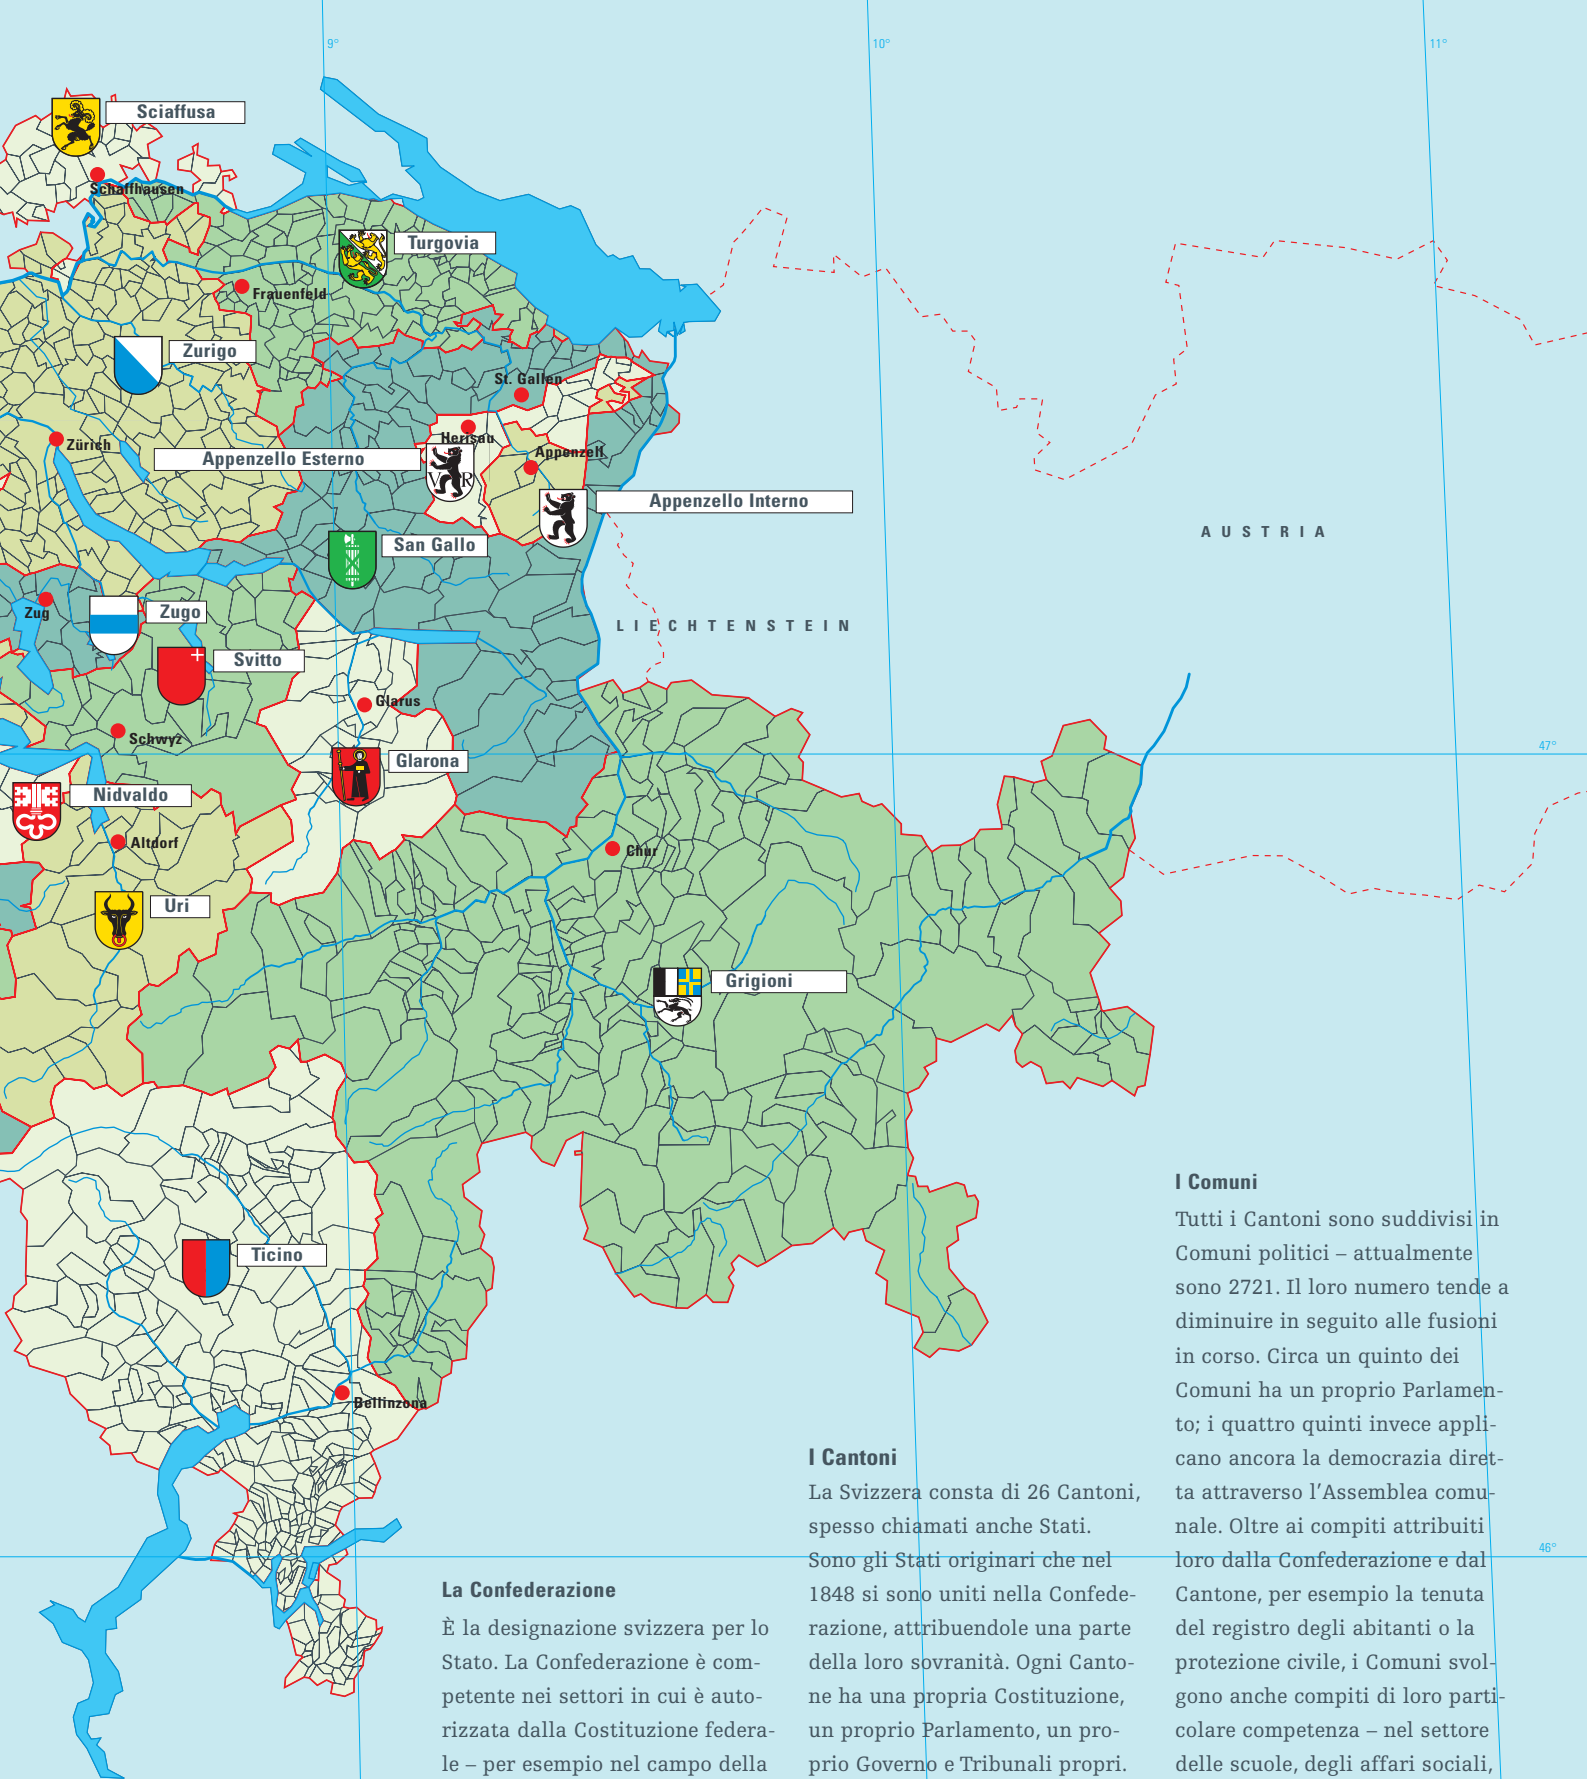 9°
10°
11°
Sciaffusa
Schaffhausen
Turgovia
Frauenfeld
Zurigo
St. Gallen
Herisau
Zürich
Appenzello Esterno
Appenzell
V R
Appenzello Interno
AUSTRIA
San Gallo
Zug
Zugo
LIECHTENSTEIN
Svitto
Glarus
Schwyz
47°
Glarona
Nidvaldo
Altdorf
Chur
Uri
Grigioni
Ticino
Bellinzona
46°
La Confederazione
È la designazione svizzera per lo
Stato. La Confederazione è com-
petente nei settori in cui è auto-
rizzata dalla Costituzione federa-
le – per esempio nel campo della
I Cantoni
La Svizzera consta di 26 Cantoni,
spesso chiamati anche Stati.
Sono gli Stati originari che nel
1848 si sono uniti nella Confede-
razione, attribuendole una parte
della loro sovranità. Ogni Canto-
ne ha una propria Costituzione,
un proprio Parlamento, un pro-
prio Governo e Tribunali propri.
I Comuni
Tutti i Cantoni sono suddivisi in
Comuni politici – attualmente
sono 2721. Il loro numero tende a
diminuire in seguito alle fusioni
in corso. Circa un quinto dei
Comuni ha un proprio Parlamen-
to; i quattro quinti invece appli-
cano ancora la democrazia diret-
ta attraverso l'Assemblea comu-
nale. Oltre ai compiti attribuiti
loro dalla Confederazione e dal
Cantone, per esempio la tenuta
del registro degli abitanti o la
protezione civile, i Comuni svol-
gono anche compiti di loro parti-
colare competenza – nel settore
delle scuole, degli affari sociali,